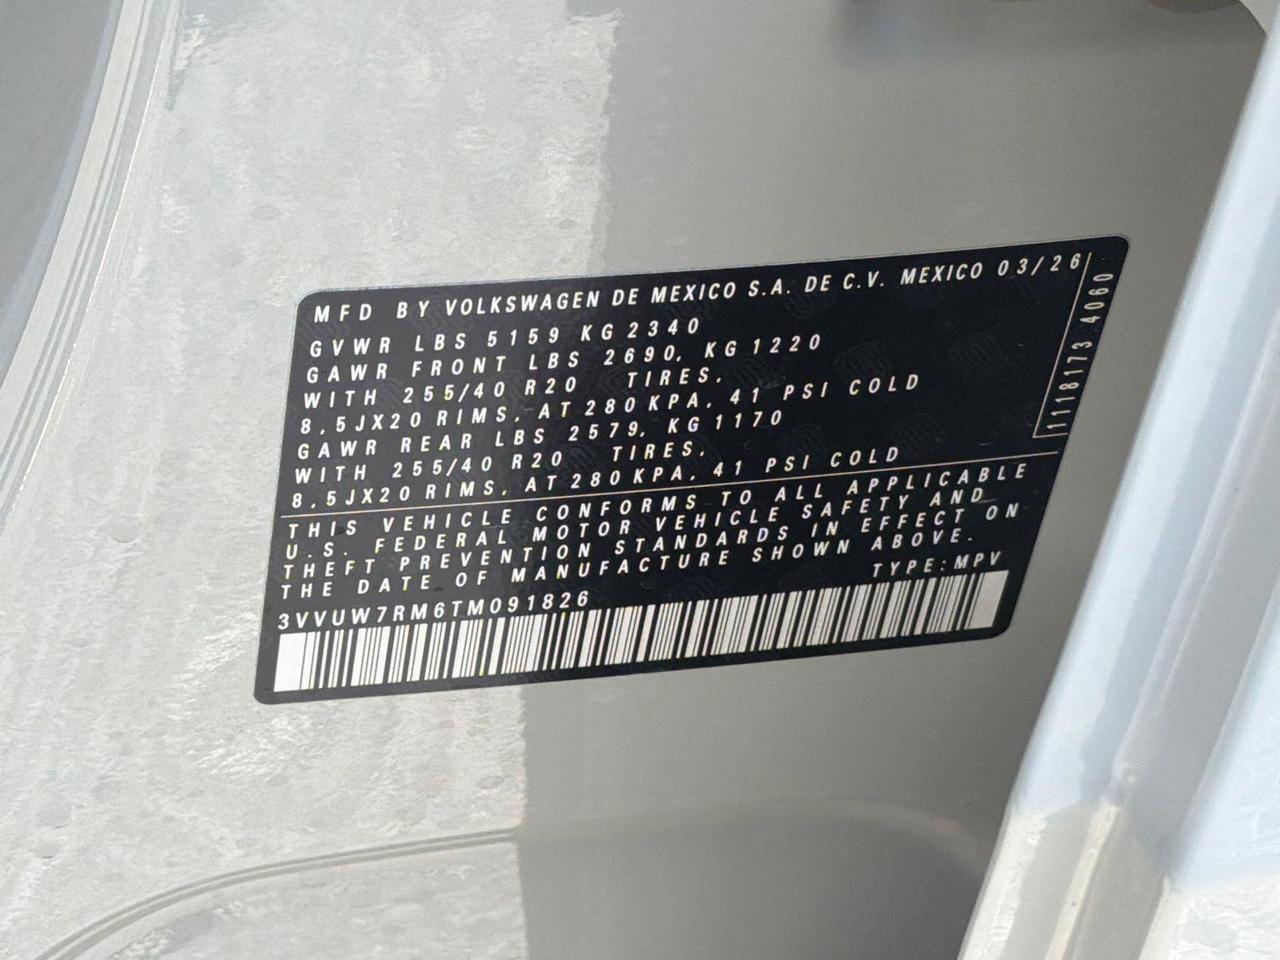 MFD BY VOLKSWAGEN DE MEXICO S.A. DE C.V. MEXICO 03/26
GVWR LBS 5159 KG 2340
GAWR FRONT LBS 2690, KG 1220
WITH 255/40 R20 TIRES,
8,5JX20 RIMS, AT 280 KPA, 41 PSI COLD
GAWR REAR LBS 2579, KG 1170
WITH 255/40 R20 TIRES,
8,5JX20 RIMS, AT 280 KPA, 41 PSI COLD
1118173 4060
THIS VEHICLE CONFORMS TO ALL APPLICABLE
U.S. FEDERAL MOTOR VEHICLE SAFETY AND
THEFT PREVENTION STANDARDS IN EFFECT ON
THE DATE OF MANUFACTURE SHOWN ABOVE.
3VVUW7RM6TM091826 TYPE: MPV